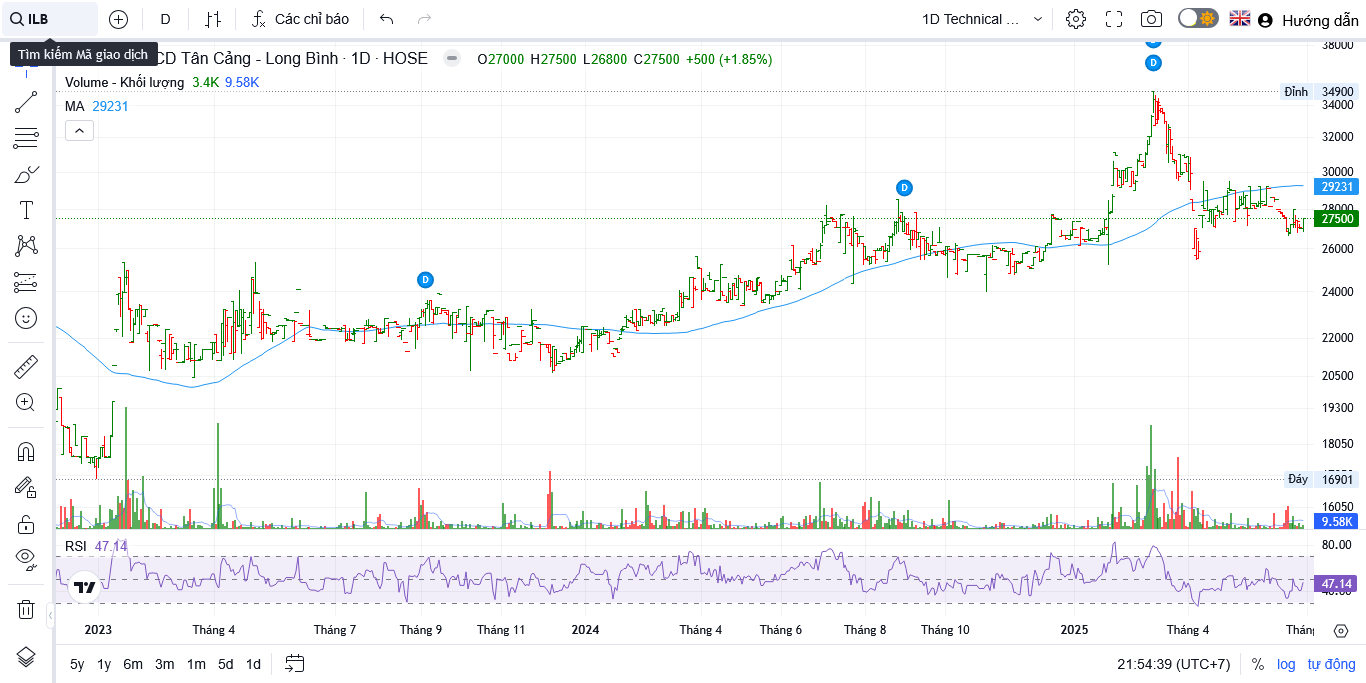 ILB
D
Các chỉ báo
1D Technical ...
Hướng dẫn
Tìm kiếm Mã giao dịch
CD Tân Cảng - Long Bình · 1D · HOSE
O27000 H27500 L26800 C27500 +500 (+1.85%)
Volume - Khối lượng 3.4K 9.58K
MA 29231
D
D
D
38000
Đỉnh 34900
34000
32000
30000
29231
28000
27500
26000
24000
22000
20500
19300
18050
Đáy 16901
16050
9.58K
RSI 47.14
80.00
47.14
40.00
2023 Tháng 4 Tháng 7 Tháng 9 Tháng 11 2024 Tháng 4 Tháng 6 Tháng 8 Tháng 10 2025 Tháng 4 Thán
5y 1y 6m 3m 1m 5d 1d
21:54:39 (UTC+7) % log tự động